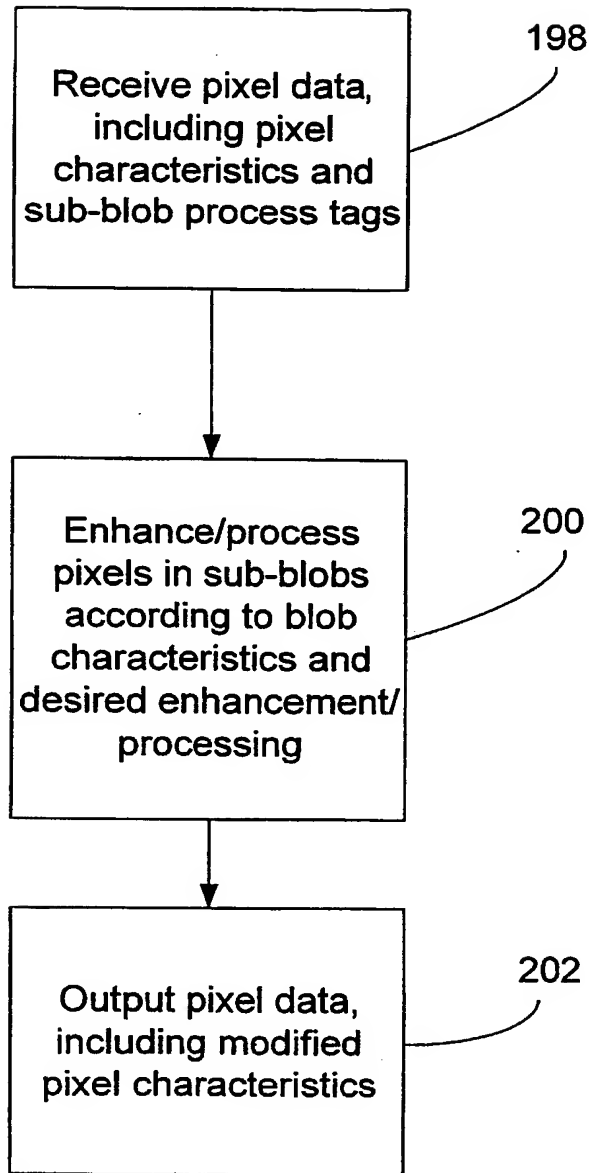 198
Receive pixel data,
including pixel
characteristics and
sub-blob process tags
200
Enhance/process
pixels in sub-blobs
according to blob
characteristics and
desired enhancement/
processing
202
Output pixel data,
including modified
pixel characteristics